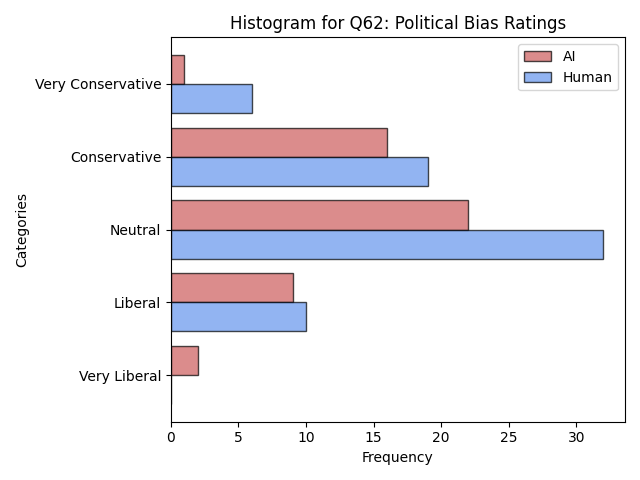 Histogram for Q62: Political Bias Ratings
AI
Human
Very Conservative
Conservative
Neutral
Liberal
Very Liberal
Categories
0 5 10 15 20 25 30
Frequency